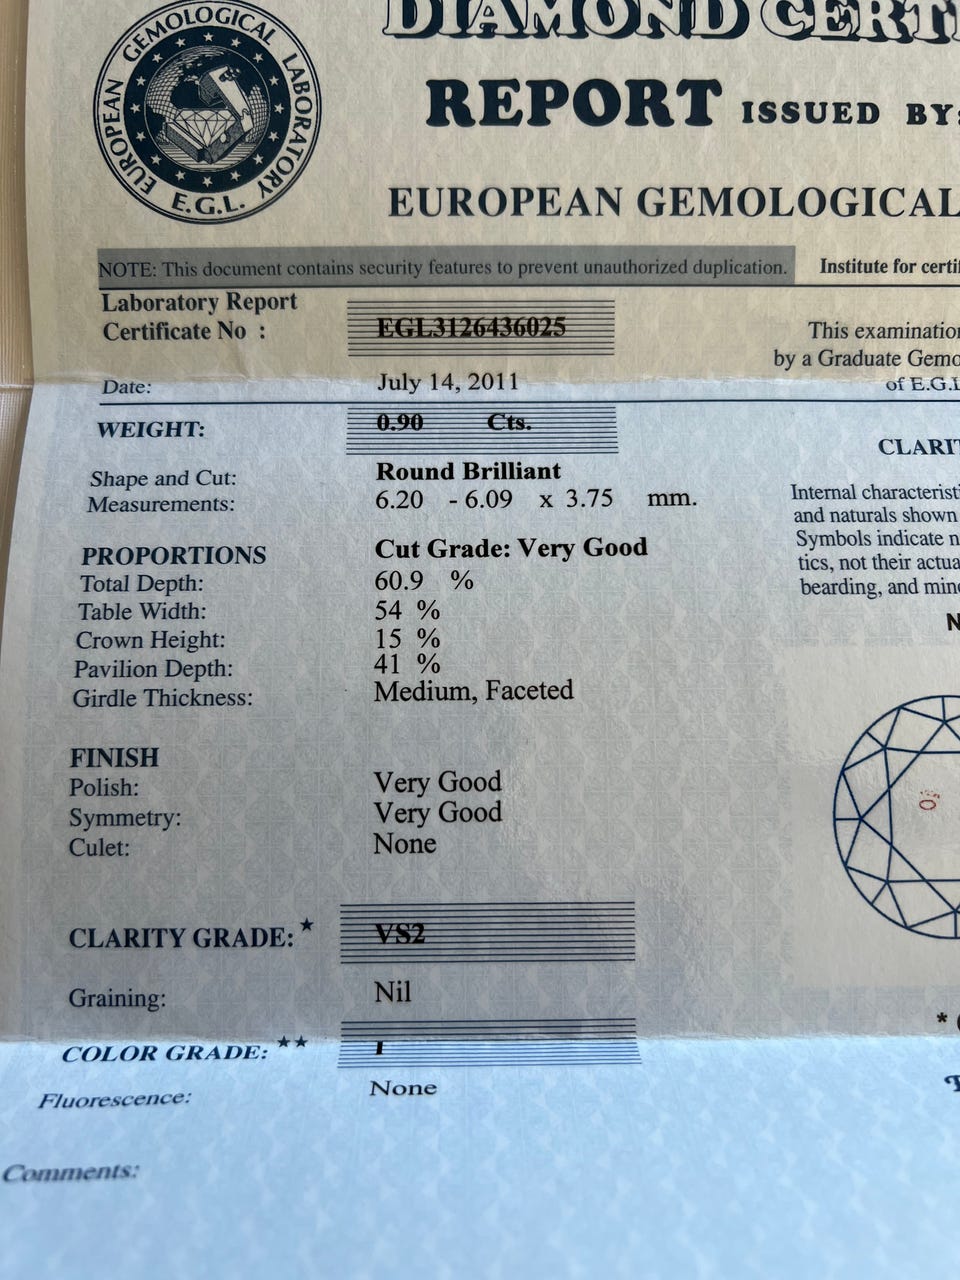 EUROPEAN GEMOLOGICAL LABORATORY
E.G.L.
DIAMOND CERTI
REPORT ISSUED BY:
EUROPEAN GEMOLOGICAL
NOTE: This document contains security features to prevent unauthorized duplication. Institute for certif
Laboratory Report
Certificate No : EGL3126436025
This examination
by a Graduate Gemo
Date: July 14, 2011 of E.G.L
WEIGHT: 0.90 Cts.
CLARIT
Shape and Cut: Round Brilliant
Measurements: 6.20 - 6.09 x 3.75 mm.
Internal characteristi
and naturals shown
Symbols indicate n
tics, not their actua
bearding, and mino
N
PROPORTIONS Cut Grade: Very Good
Total Depth: 60.9 %
Table Width: 54 %
Crown Height: 15 %
Pavilion Depth: 41 %
Girdle Thickness: Medium, Faceted
FINISH
Polish: Very Good
Symmetry: Very Good
Culet: None
CLARITY GRADE: ★ VS2
Graining: Nil
COLOR GRADE: ★★ I
Fluorescence: None
Comments: